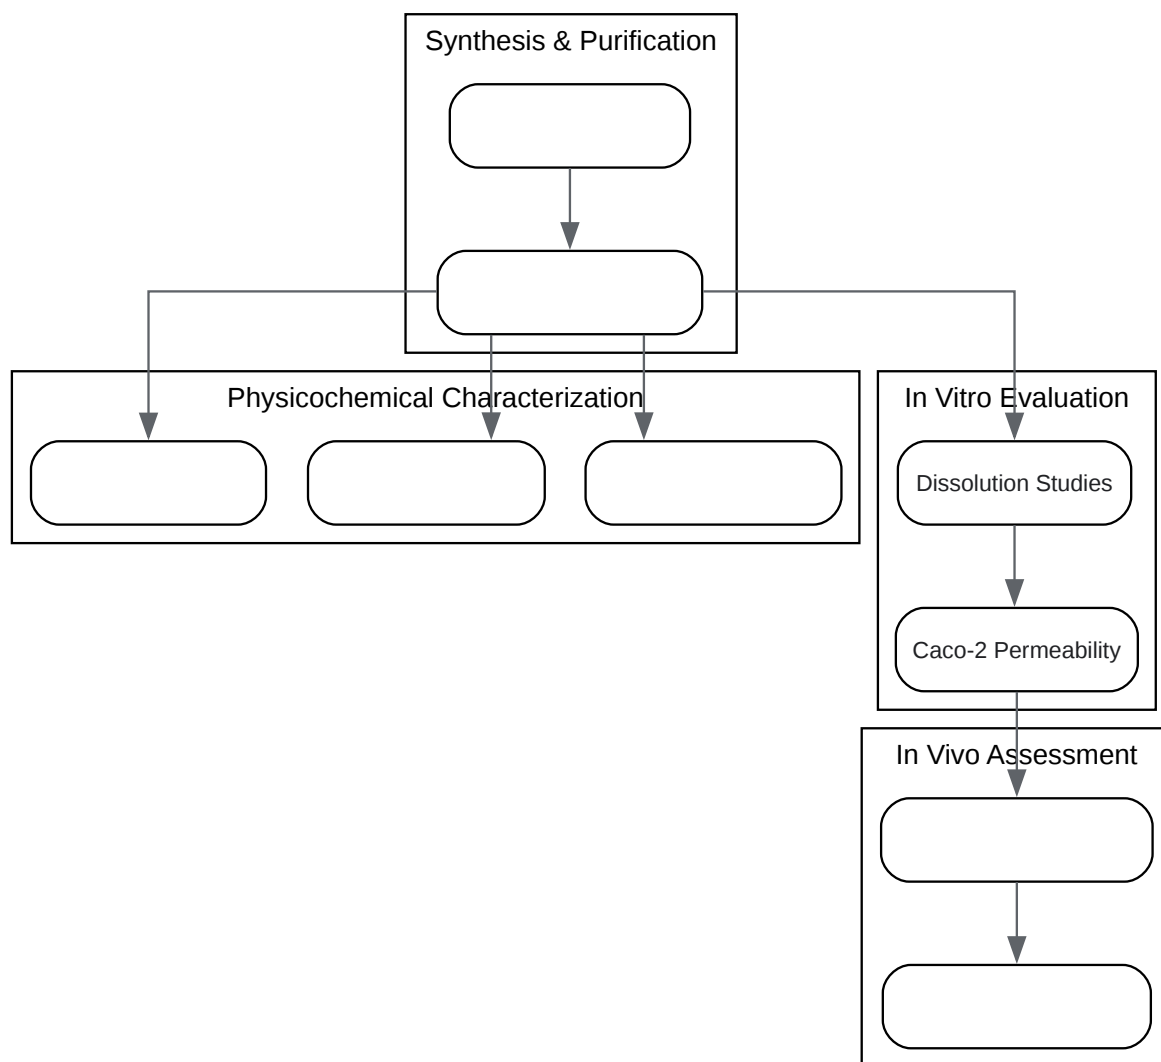 Synthesis & Purification
Physicochemical Characterization
In Vitro Evaluation
Dissolution Studies
Caco-2 Permeability
In Vivo Assessment